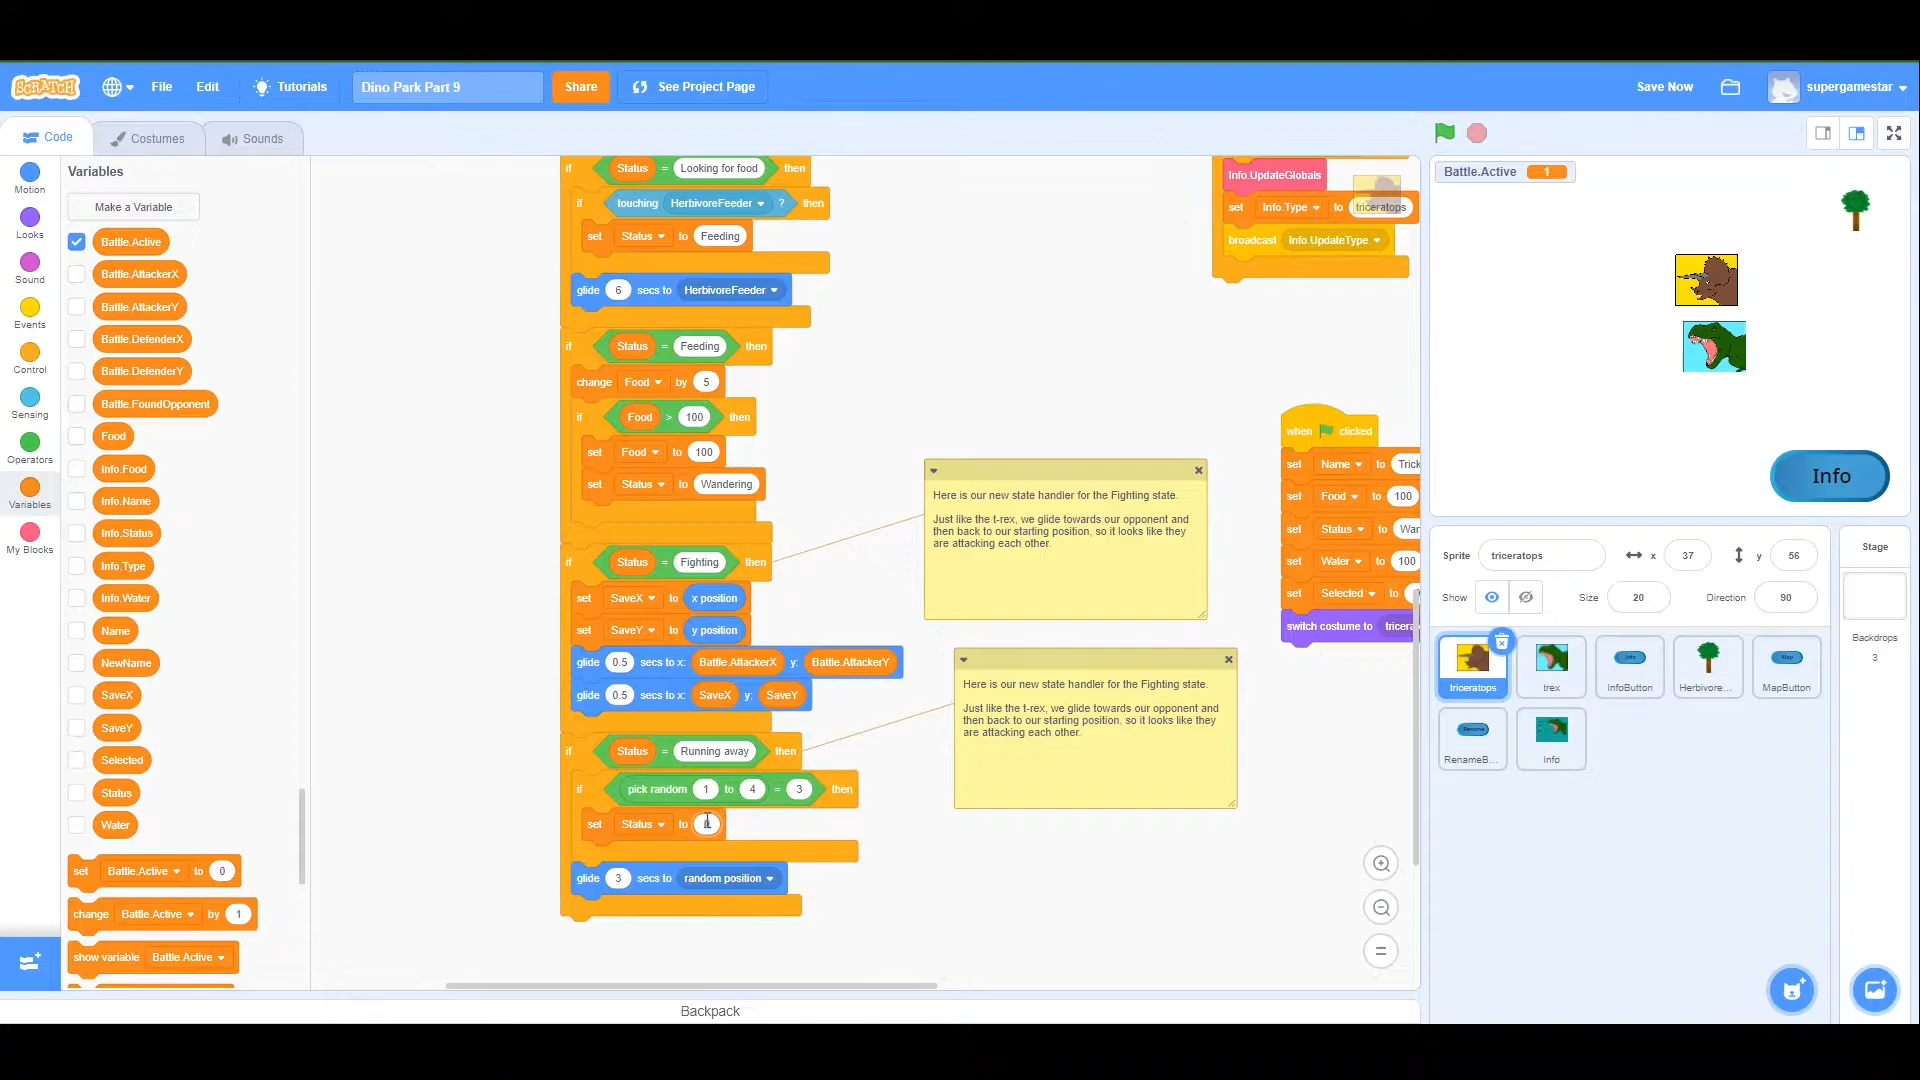 SCRATCH File Edit Tutorials Dino Park Part 9 Share See Project Page Save Now supergamestar
Code Costumes Sounds
Motion
Looks
Sound
Events
Control
Sensing
Operators
Variables
My Blocks
Variables
Make a Variable
Battle.Active
Battle.AttackerX
Battle.AttackerY
Battle.DefenderX
Battle.DefenderY
Battle.FoundOpponent
Food
Info.Food
Info.Name
Info.Status
Info.Type
Info.Water
Name
NewName
SaveX
SaveY
Selected
Status
Water
set Battle.Active to 0
change Battle.Active by 1
show variable Battle.Active
if Status = Looking for food then
if touching HerbivoreFeeder ? then
set Status to Feeding
glide 6 secs to HerbivoreFeeder
if Status = Feeding then
change Food by 5
if Food > 100 then
set Food to 100
set Status to Wandering
if Status = Fighting then
set SaveX to x position
set SaveY to y position
glide 0.5 secs to x: Battle.AttackerX y: Battle.AttackerY
glide 0.5 secs to x: SaveX y: SaveY
if Status = Running away then
if pick random 1 to 4 = 3 then
set Status to
glide 3 secs to random position
Here is our new state handler for the Fighting state.
Just like the t-rex, we glide towards our opponent and
then back to our starting position, so it looks like they
are attacking each other.
Here is our new state handler for the Fighting state.
Just like the t-rex, we glide towards our opponent and
then back to our starting position, so it looks like they
are attacking each other.
Info.UpdateGlobals
set Info.Type to triceratops
broadcast Info.UpdateType
when clicked
set Name to Trick
set Food to 100
set Status to War
set Water to 100
set Selected to
switch costume to tricera
Backpack
Battle.Active 1
Info
Sprite triceratops x 37 y 56
Show Size 20 Direction 90
triceratops trex InfoButton Herbivore... MapButton
RenameB... Info
Stage
Backdrops
3